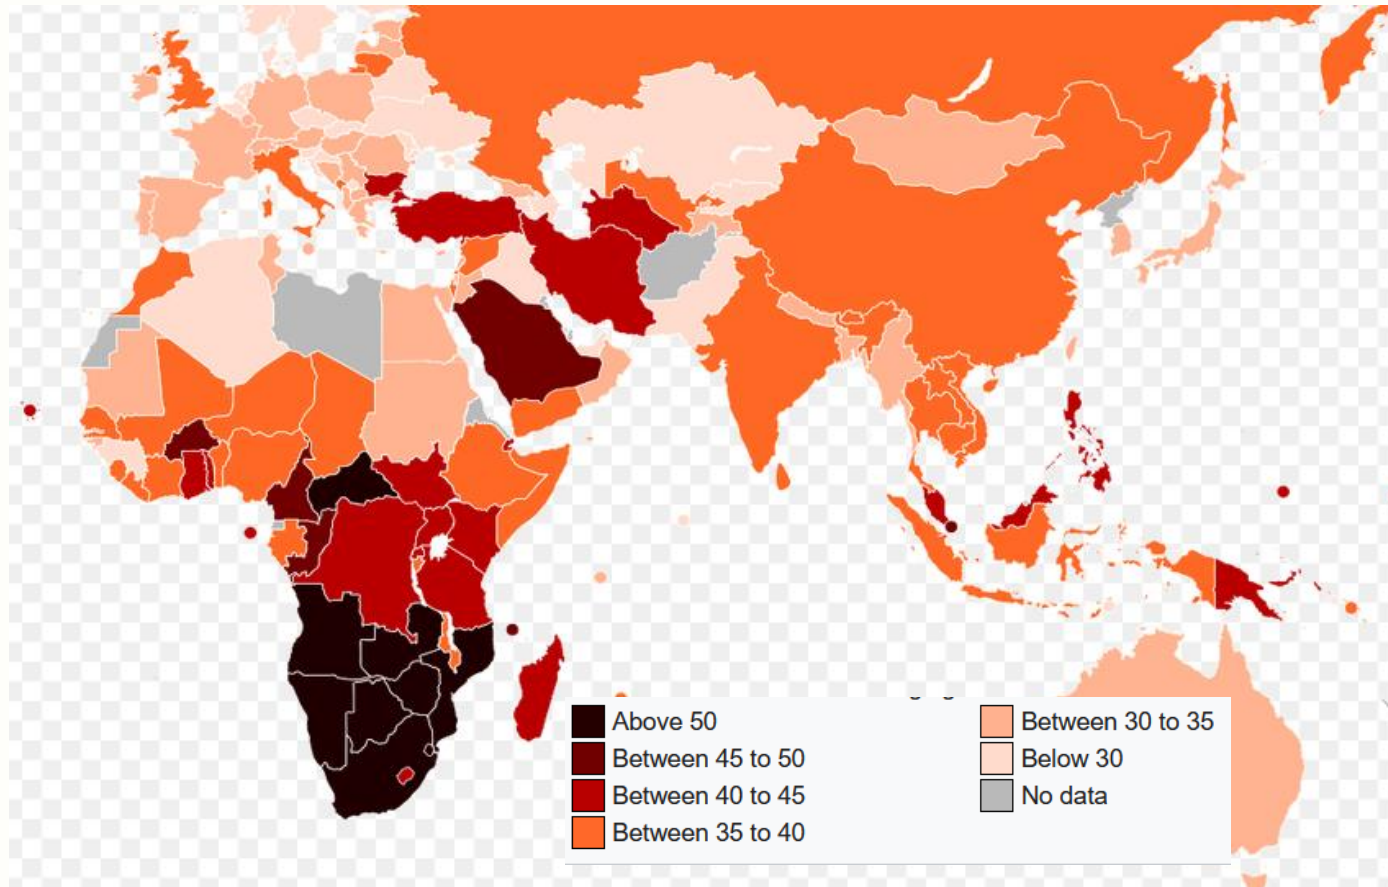 Above 50
Between 45 to 50
Between 40 to 45
Between 35 to 40
Between 30 to 35
Below 30
No data